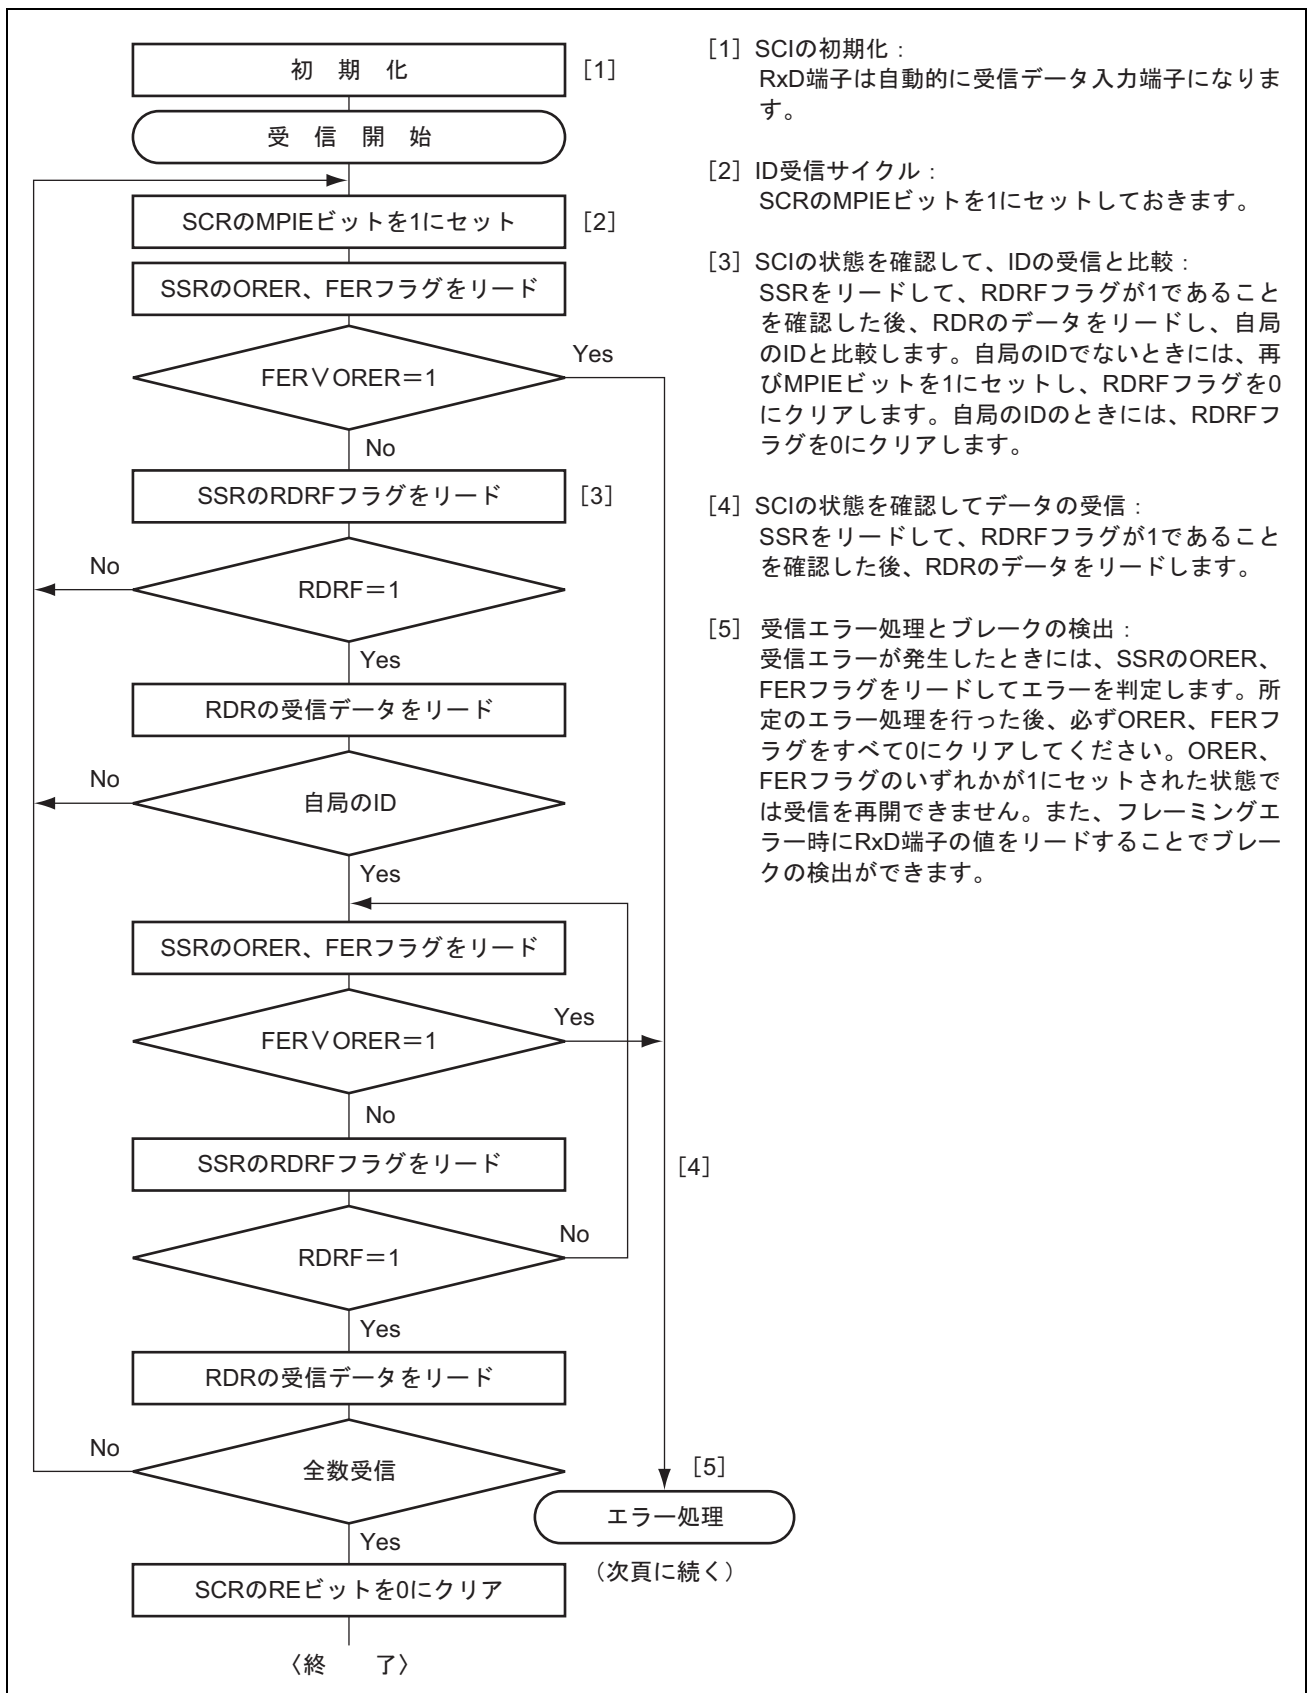 初 期 化 [1]
受 信 開 始
SCRのMPIEビットを1にセット [2]
SSRのORER、FERフラグをリード
FER∨ORER=1
Yes
No
SSRのRDRFフラグをリード [3]
No
RDRF=1
Yes
RDRの受信データをリード
No
自局のID
Yes
SSRのORER、FERフラグをリード
FER∨ORER=1
Yes
No
SSRのRDRFフラグをリード
[4]
RDRF=1
No
Yes
RDRの受信データをリード
No
全数受信
[5]
エラー処理
(次頁に続く)
Yes
SCRのREビットを0にクリア
〈終 了〉
[1] SCIの初期化:
RxD端子は自動的に受信データ入力端子になりま
す。
[2] ID受信サイクル:
SCRのMPIEビットを1にセットしておきます。
[3] SCIの状態を確認して、IDの受信と比較:
SSRをリードして、RDRFフラグが1であること
を確認した後、RDRのデータをリードし、自局
のIDと比較します。自局のIDでないときには、再
びMPIEビットを1にセットし、RDRFフラグを0
にクリアします。自局のIDのときには、RDRFフ
ラグを0にクリアします。
[4] SCIの状態を確認してデータの受信:
SSRをリードして、RDRFフラグが1であること
を確認した後、RDRのデータをリードします。
[5] 受信エラー処理とブレークの検出:
受信エラーが発生したときには、SSRのORER、
FERフラグをリードしてエラーを判定します。所
定のエラー処理を行った後、必ずORER、FERフ
ラグをすべて0にクリアしてください。ORER、
FERフラグのいずれかが1にセットされた状態で
は受信を再開できません。また、フレーミングエ
ラー時にRxD端子の値をリードすることでブレー
クの検出ができます。